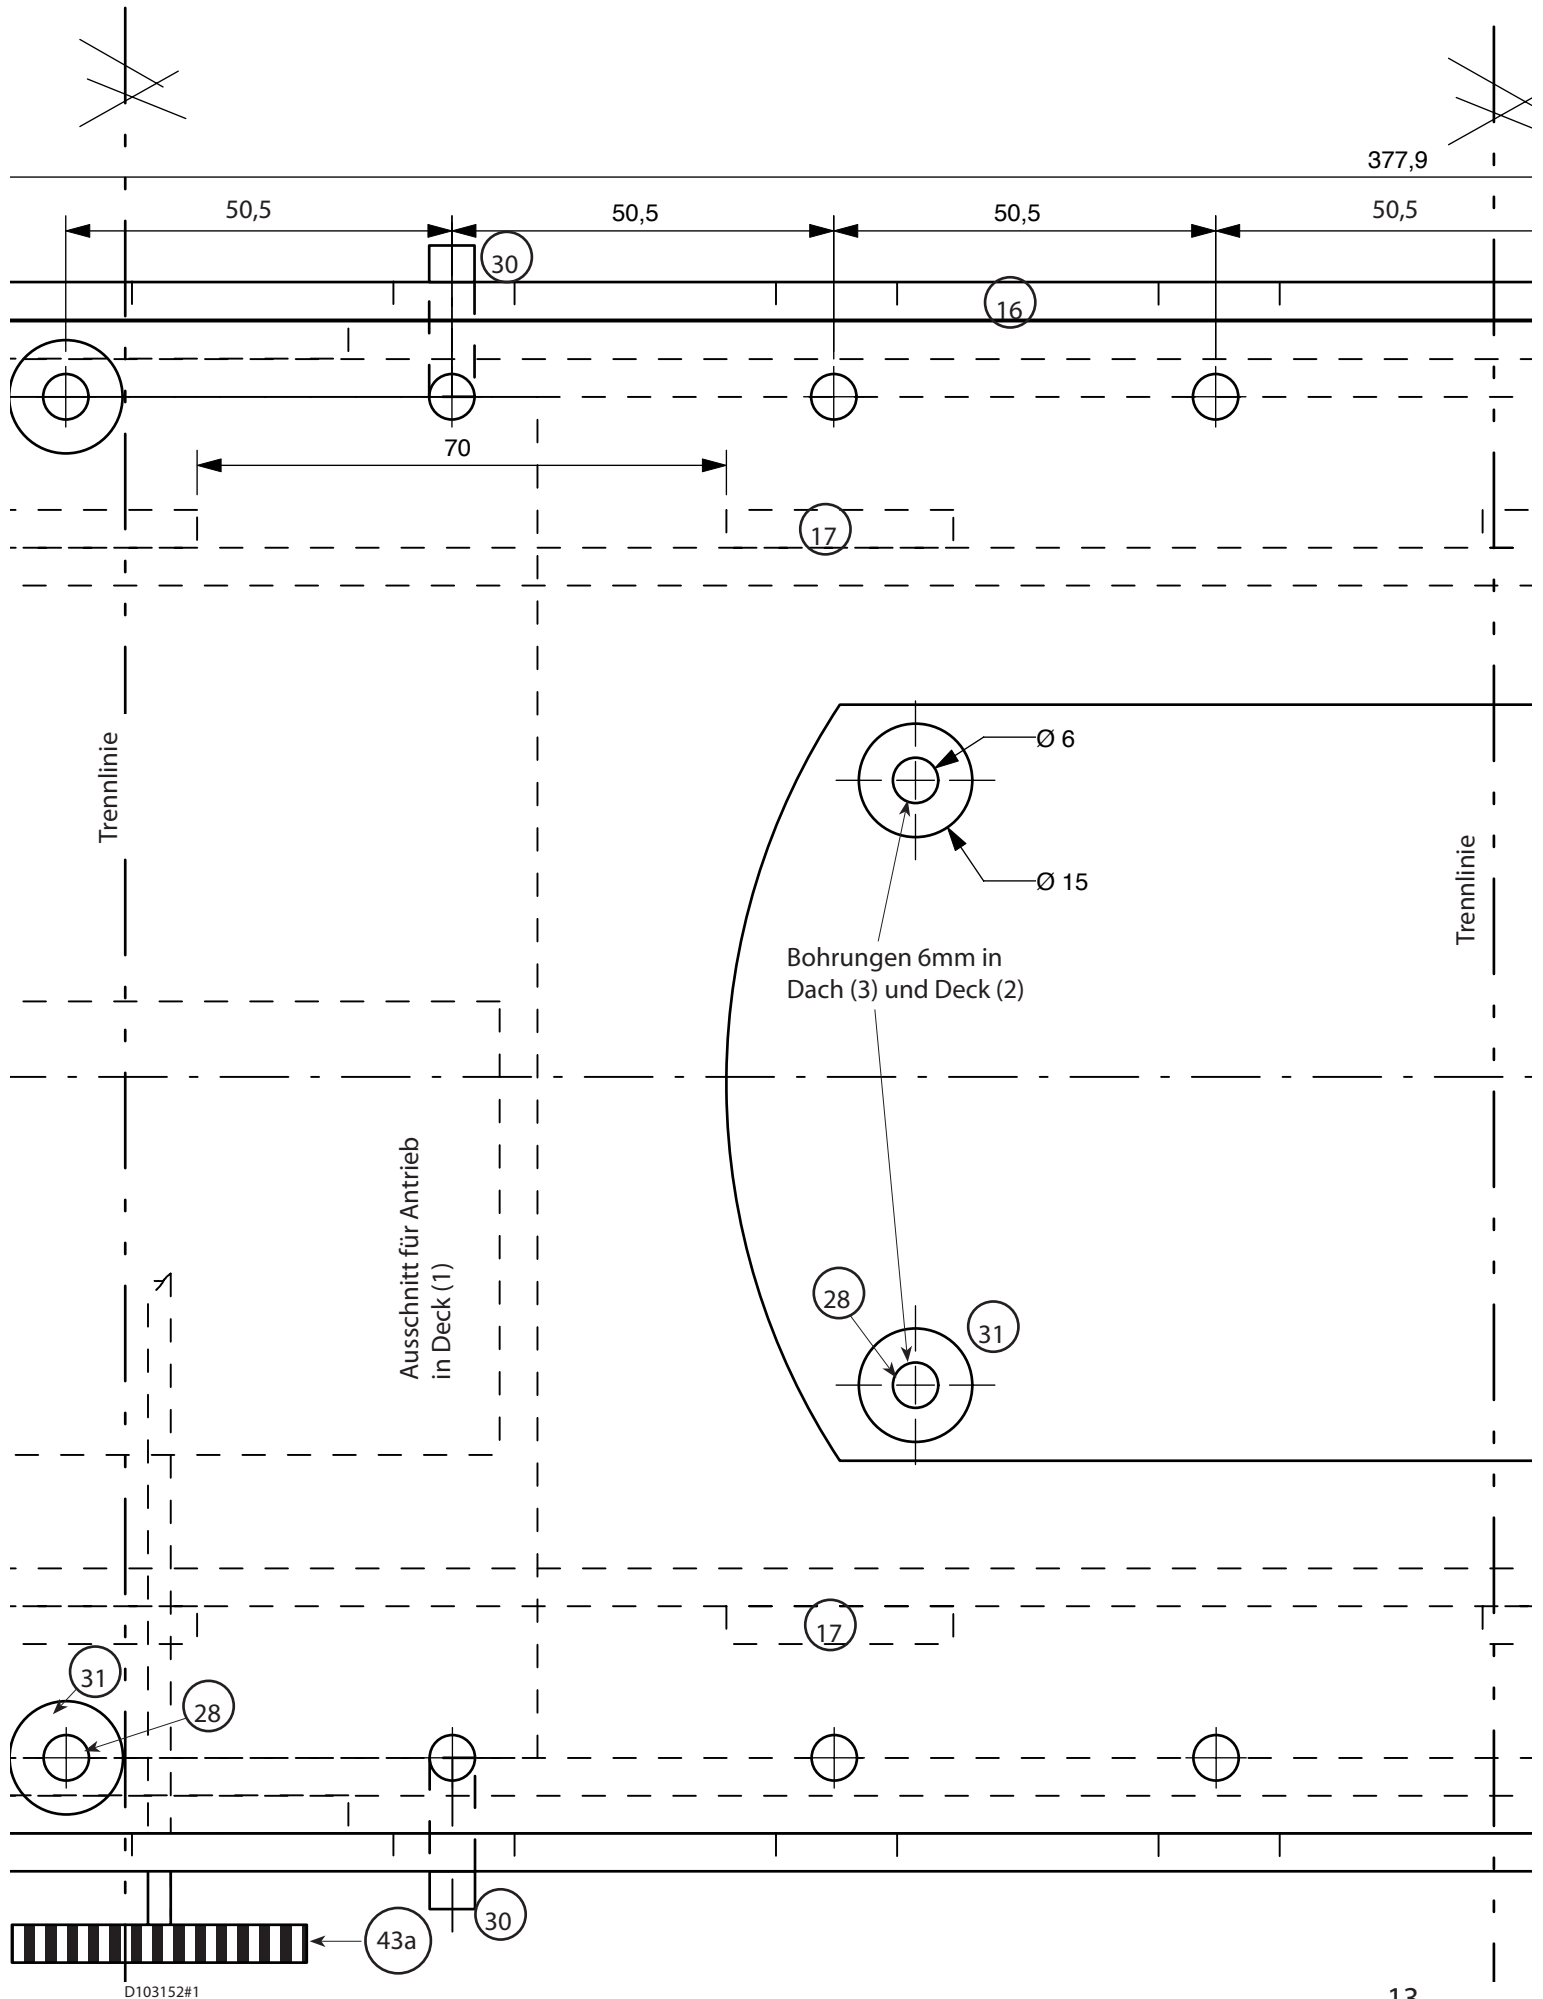 377,9
50,5
50,5
50,5
50,5
30
16
70
17
Ø 6
Trennlinie
Trennlinie
Ø 15
Bohrungen 6mm in
Dach (3) und Deck (2)
Ausschnitt für Antrieb
in Deck (1)
28
31
17
31
28
30
43a
D103152#1
13